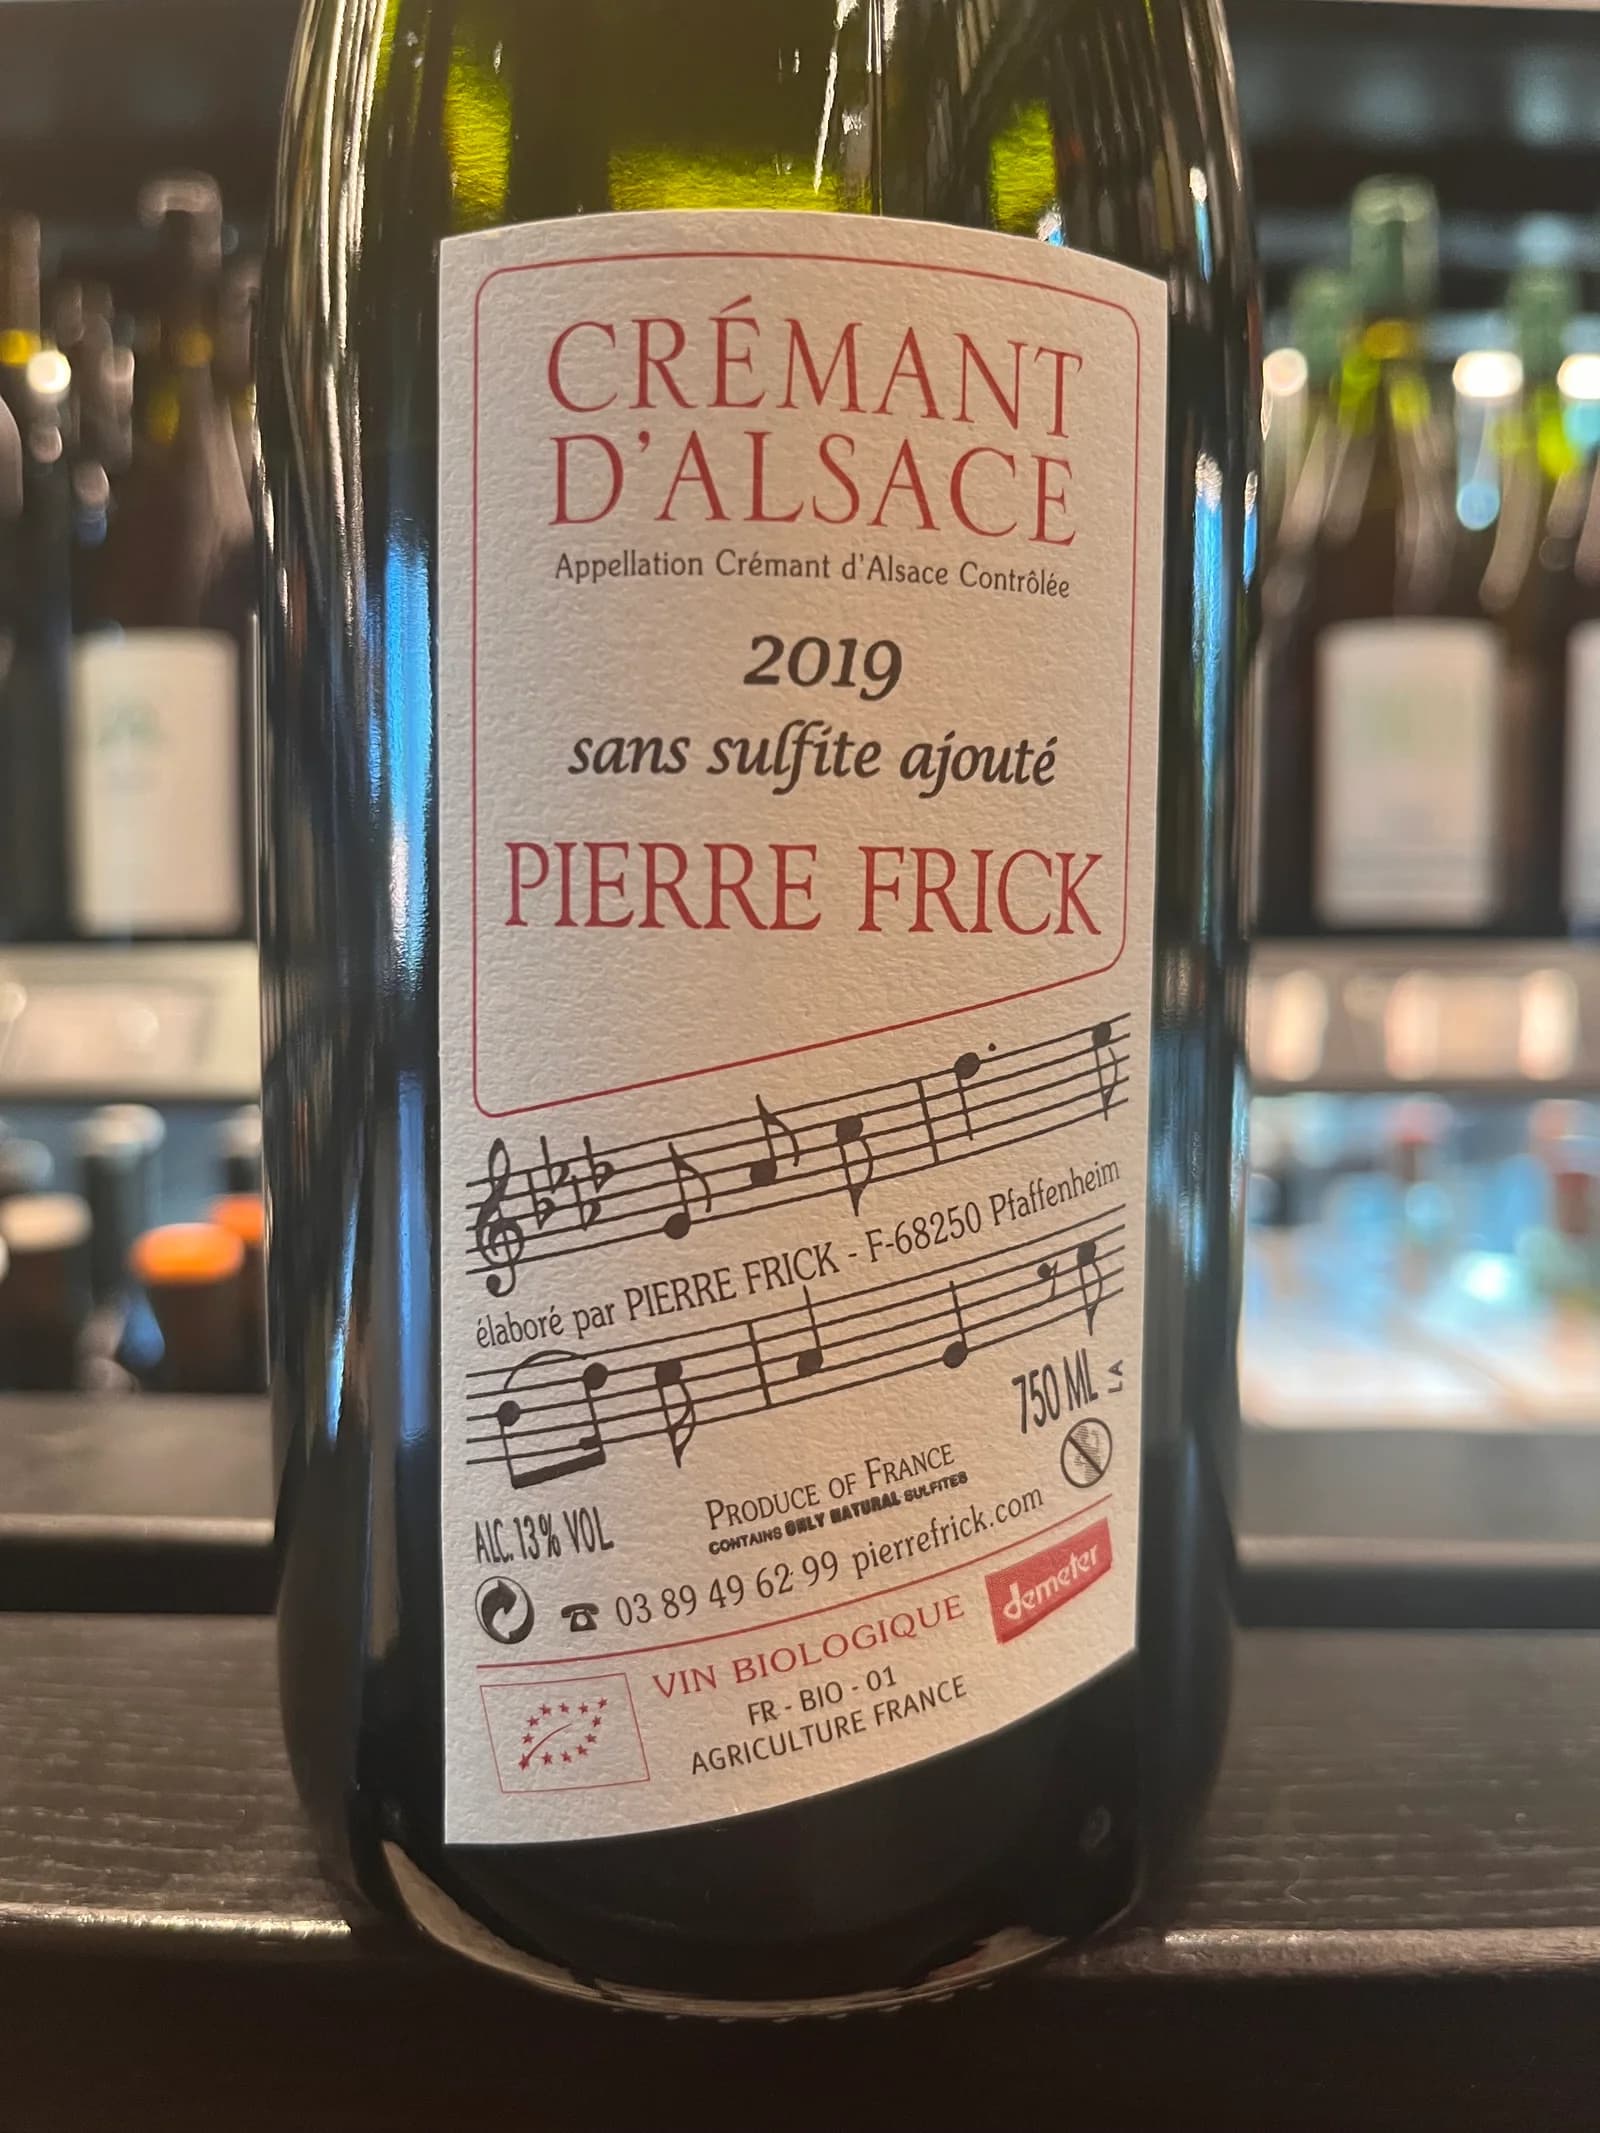 CRÉMANT
D'ALSACE
Appellation Crémant d'Alsace Contrôlée
2019
sans sulfite ajouté
PIERRE FRICK
élaboré par PIERRE FRICK - F-68250 Pfaffenheim
750 ML
LA
ALC. 13% VOL
PRODUCE OF FRANCE
CONTAINS ONLY NATURAL SULFITES
03 89 49 62 99 pierrefrick.com
VIN BIOLOGIQUE
demeter
FR - BIO - 01
AGRICULTURE FRANCE